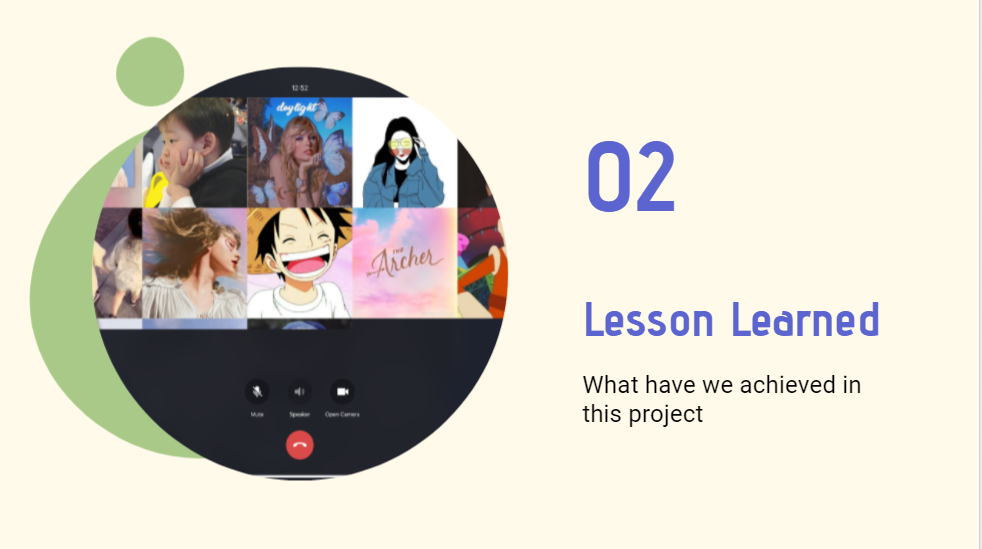 12:52
daylight
THE
Archer
Mute
Speaker
Open Camera
02
Lesson Learned
What have we achieved in
this project